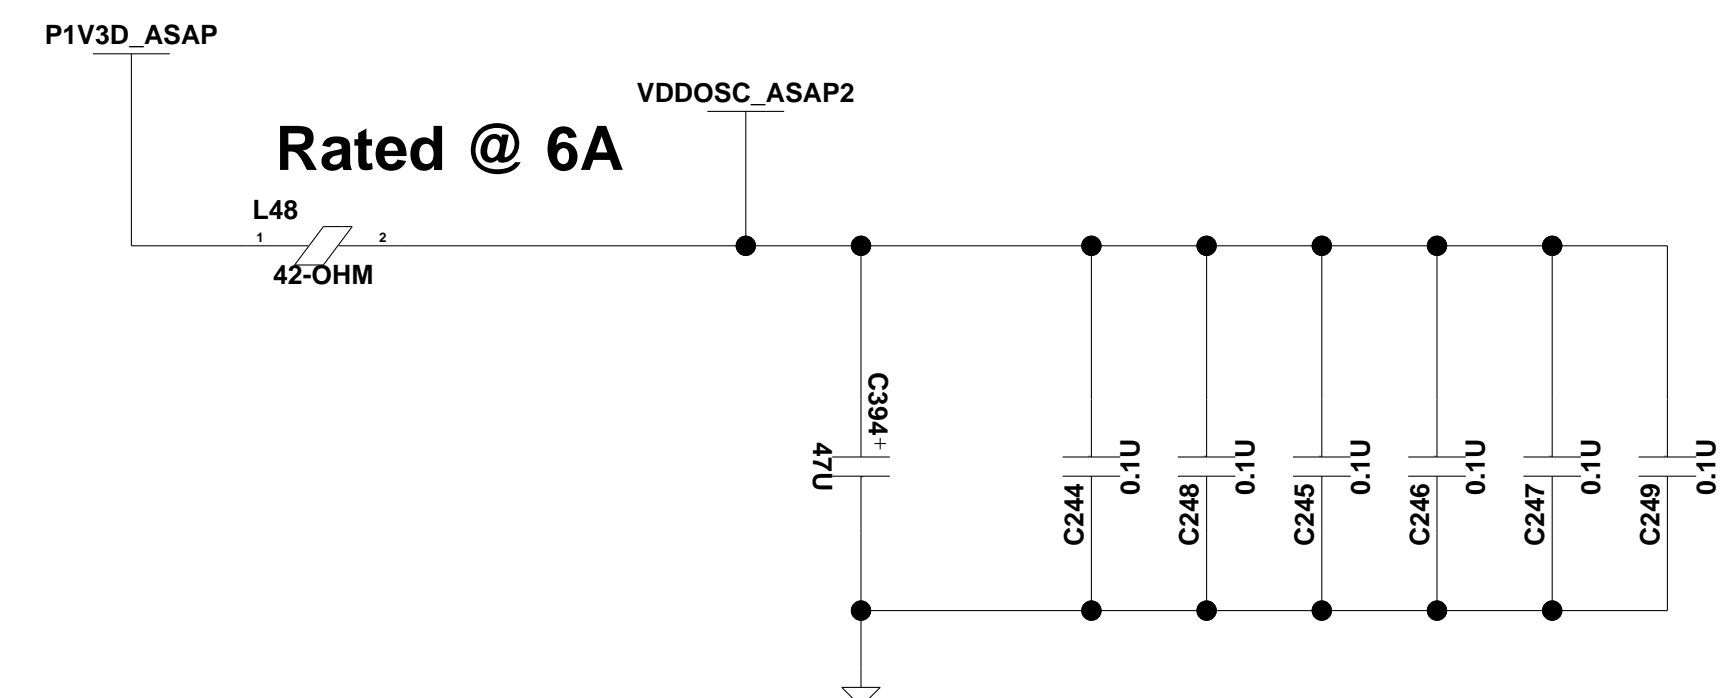 P1V3D_ASAP
VDDOSC_ASAP2
Rated @ 6A
L48
1
2
42-OHM
C394
+
47U
C244
0.1U
C248
0.1U
C245
0.1U
C246
0.1U
C247
0.1U
C249
0.1U